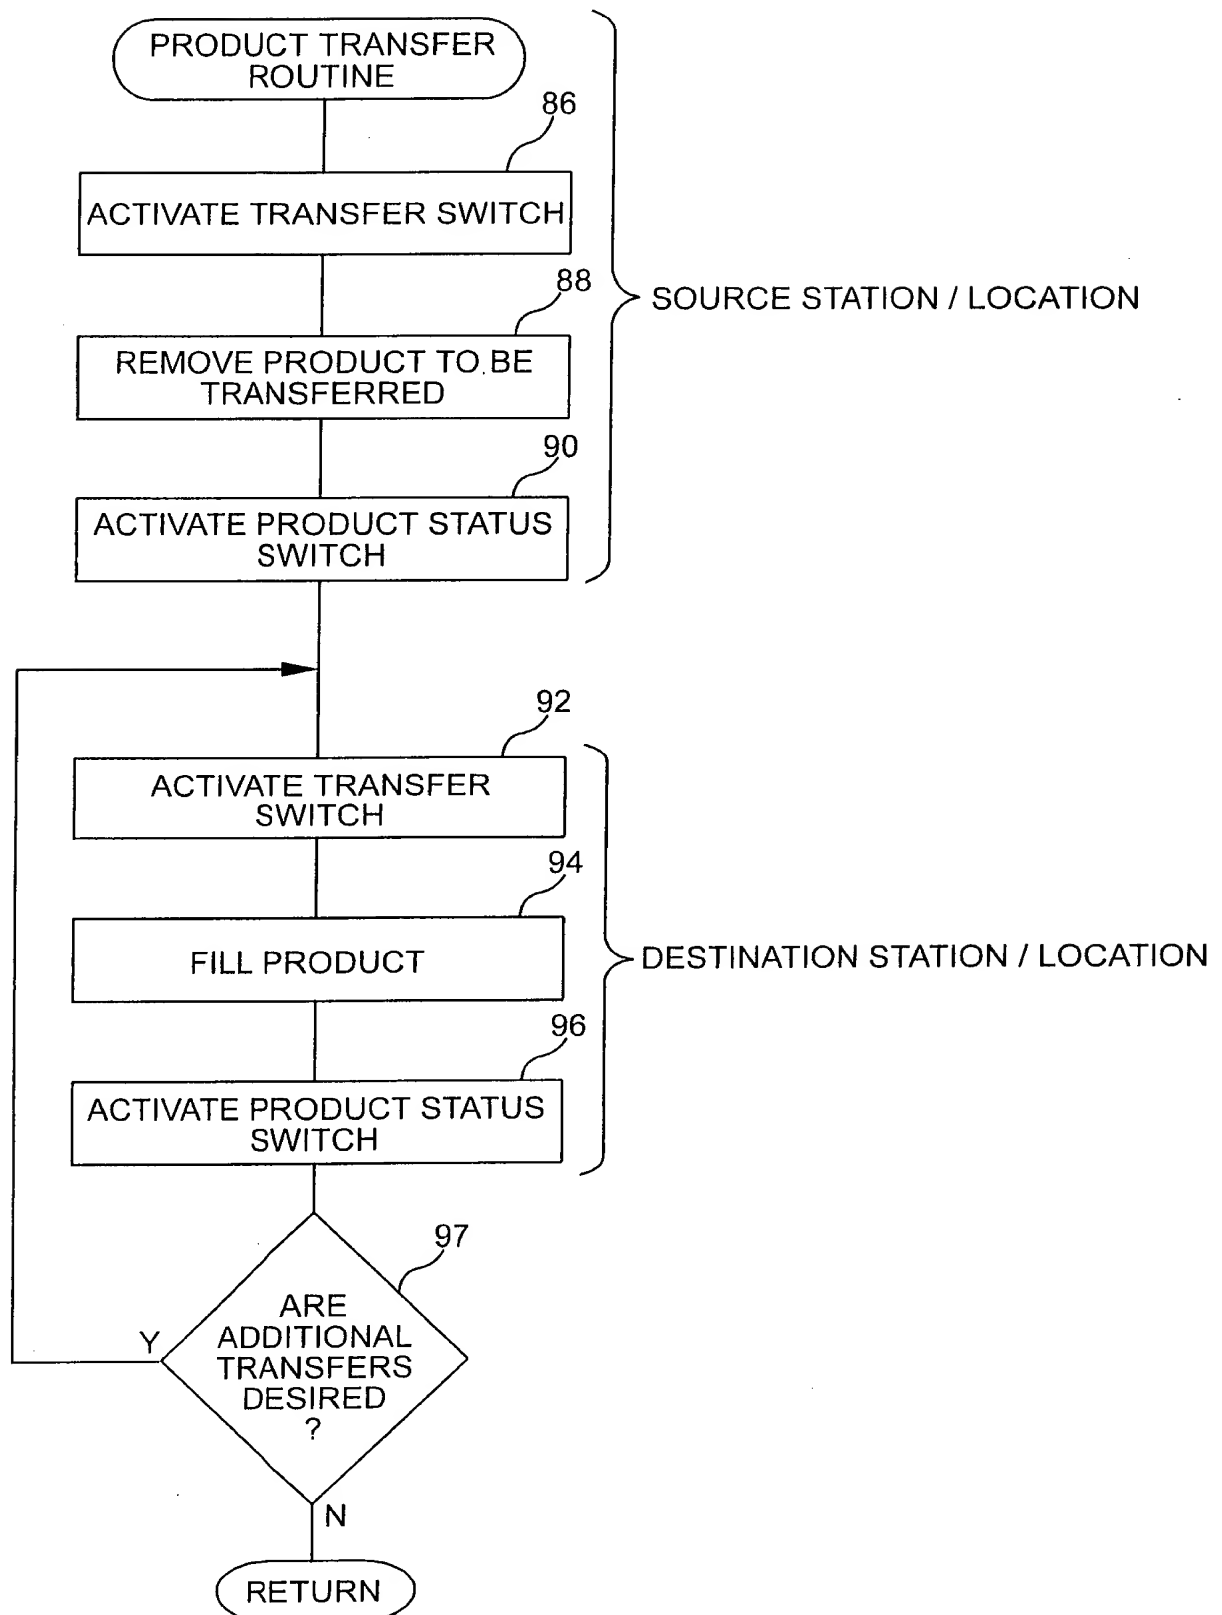 PRODUCT TRANSFER
ROUTINE
86
ACTIVATE TRANSFER SWITCH
88
SOURCE STATION / LOCATION
REMOVE PRODUCT TO BE
TRANSFERRED
90
ACTIVATE PRODUCT STATUS
SWITCH
92
ACTIVATE TRANSFER
SWITCH
94
FILL PRODUCT
DESTINATION STATION / LOCATION
96
ACTIVATE PRODUCT STATUS
SWITCH
97
ARE
ADDITIONAL
TRANSFERS
DESIRED
?
Y
N
RETURN